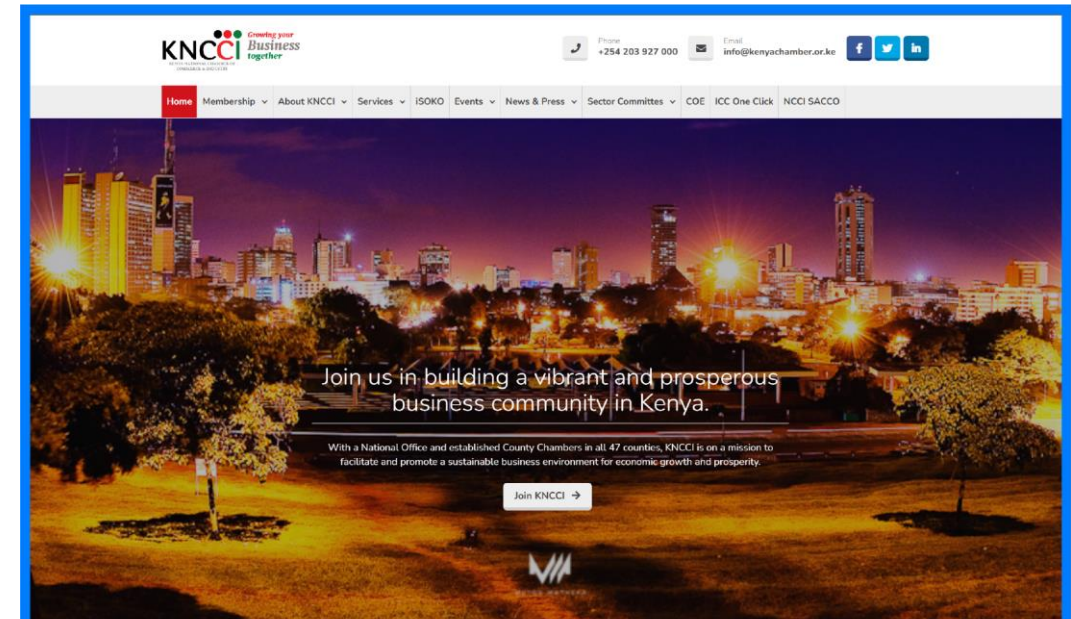 KNCCI
Growing your
Business
together
Phone
+254 203 927 000
Email
info@kenyachamber.or.ke
Home Membership About KNCCI Services iSOKO Events News & Press Sector Committes COE ICC One Click NCCI SACCO
Join us in building a vibrant and prosperous
business community in Kenya.
With a National Office and established County Chambers in all 47 counties, KNCCI is on a mission to
facilitate and promote a sustainable business environment for economic growth and prosperity.
Join KNCCI